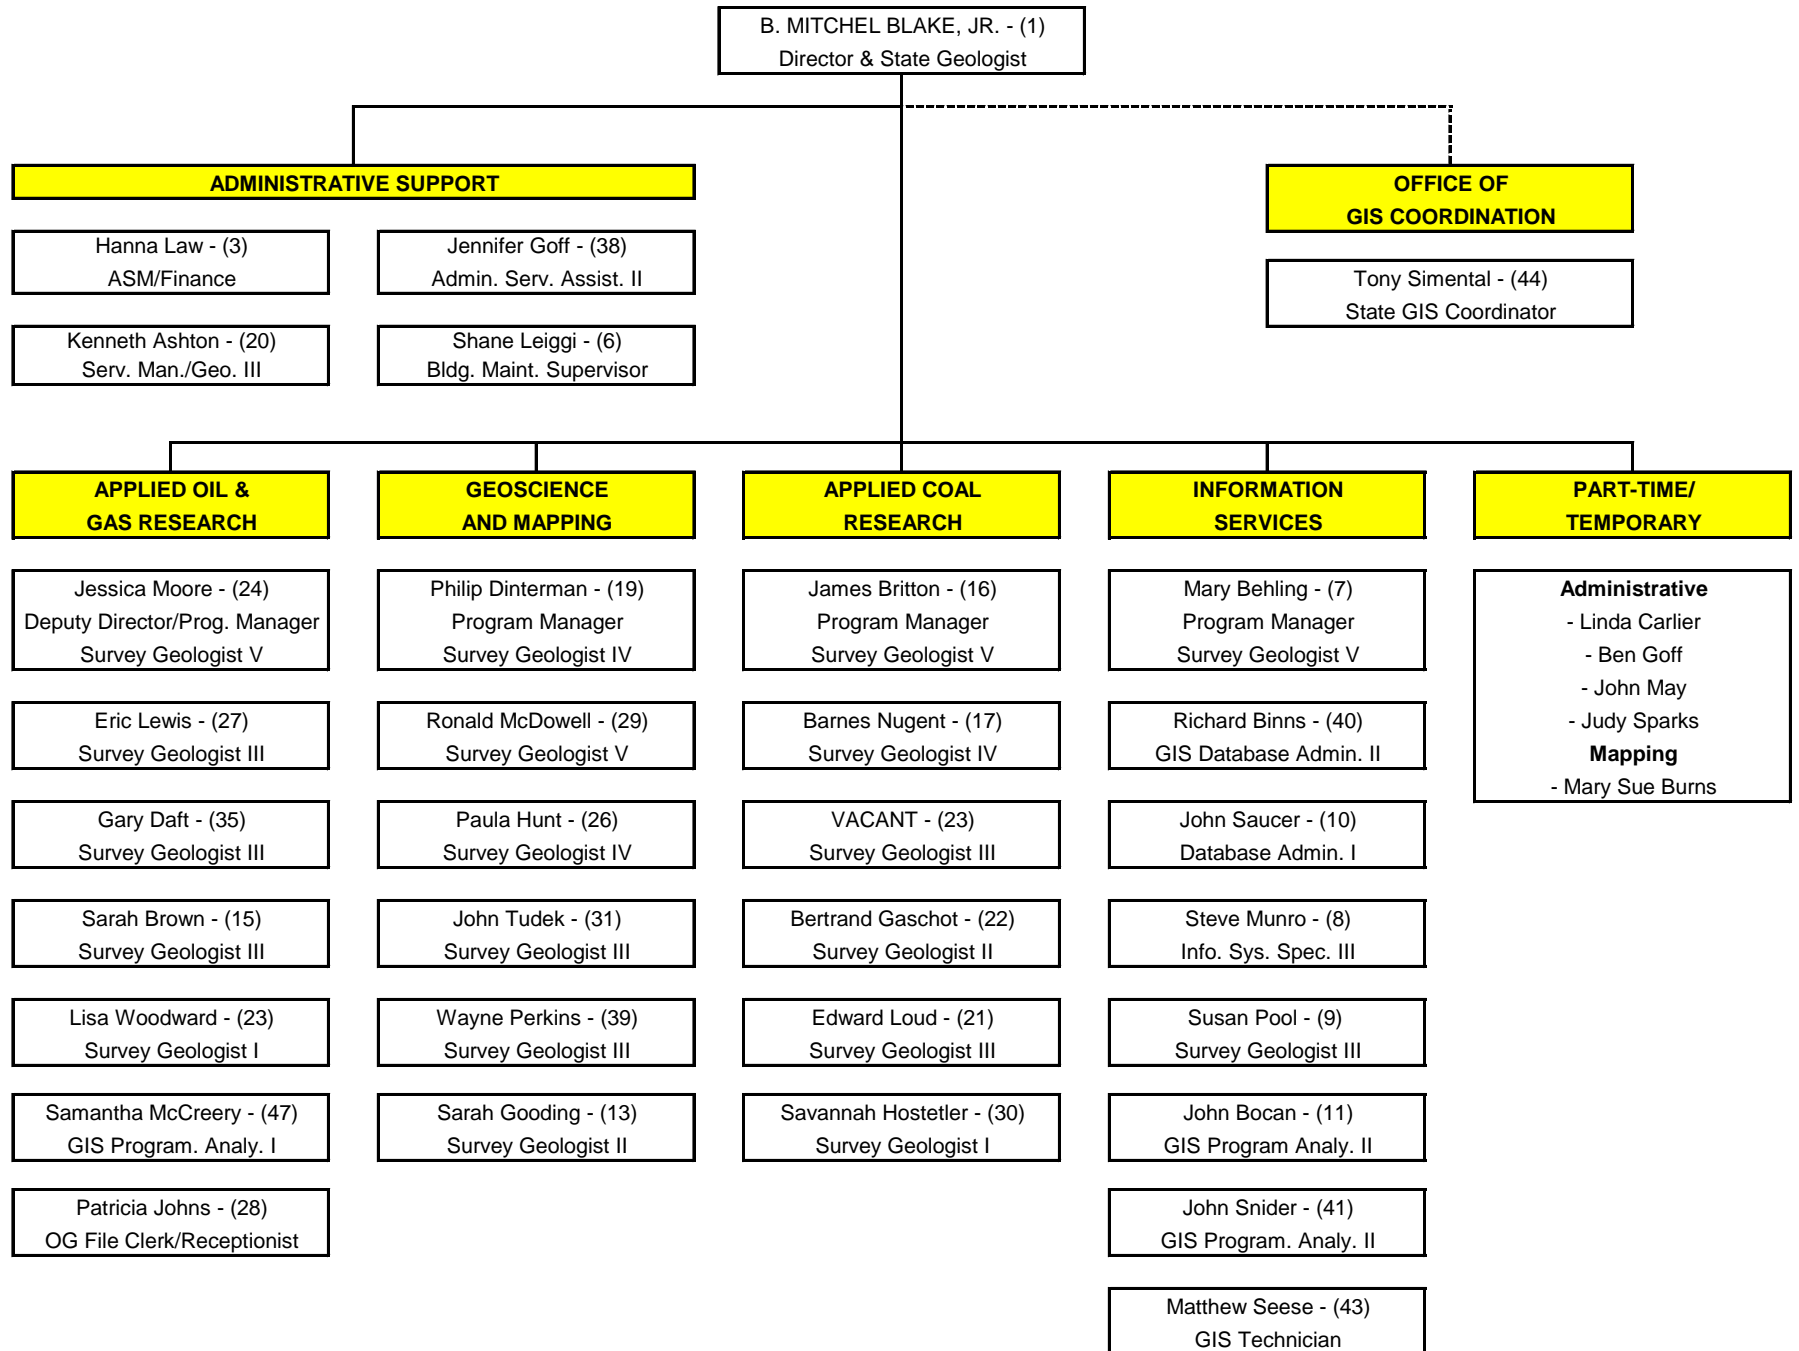 B. MITCHEL BLAKE, JR. - (1)
Director & State Geologist
ADMINISTRATIVE SUPPORT
Hanna Law - (3)
ASM/Finance
Jennifer Goff - (38)
Admin. Serv. Assist. II
Kenneth Ashton - (20)
Serv. Man./Geo. III
Shane Leiggi - (6)
Bldg. Maint. Supervisor
OFFICE OF
GIS COORDINATION
Tony Simental - (44)
State GIS Coordinator
APPLIED OIL &
GAS RESEARCH
Jessica Moore - (24)
Deputy Director/Prog. Manager
Survey Geologist V
Eric Lewis - (27)
Survey Geologist III
Gary Daft - (35)
Survey Geologist III
Sarah Brown - (15)
Survey Geologist III
Lisa Woodward - (23)
Survey Geologist I
Samantha McCreery - (47)
GIS Program. Analy. I
Patricia Johns - (28)
OG File Clerk/Receptionist
GEOSCIENCE
AND MAPPING
Philip Dinterman - (19)
Program Manager
Survey Geologist IV
Ronald McDowell - (29)
Survey Geologist V
Paula Hunt - (26)
Survey Geologist IV
John Tudek - (31)
Survey Geologist III
Wayne Perkins - (39)
Survey Geologist III
Sarah Gooding - (13)
Survey Geologist II
APPLIED COAL
RESEARCH
James Britton - (16)
Program Manager
Survey Geologist V
Barnes Nugent - (17)
Survey Geologist IV
VACANT - (23)
Survey Geologist III
Bertrand Gaschot - (22)
Survey Geologist II
Edward Loud - (21)
Survey Geologist III
Savannah Hostetler - (30)
Survey Geologist I
INFORMATION
SERVICES
Mary Behling - (7)
Program Manager
Survey Geologist V
Richard Binns - (40)
GIS Database Admin. II
John Saucer - (10)
Database Admin. I
Steve Munro - (8)
Info. Sys. Spec. III
Susan Pool - (9)
Survey Geologist III
John Bocan - (11)
GIS Program Analy. II
John Snider - (41)
GIS Program. Analy. II
Matthew Seese - (43)
GIS Technician
PART-TIME/
TEMPORARY
Administrative
- Linda Carlier
- Ben Goff
- John May
- Judy Sparks
Mapping
- Mary Sue Burns